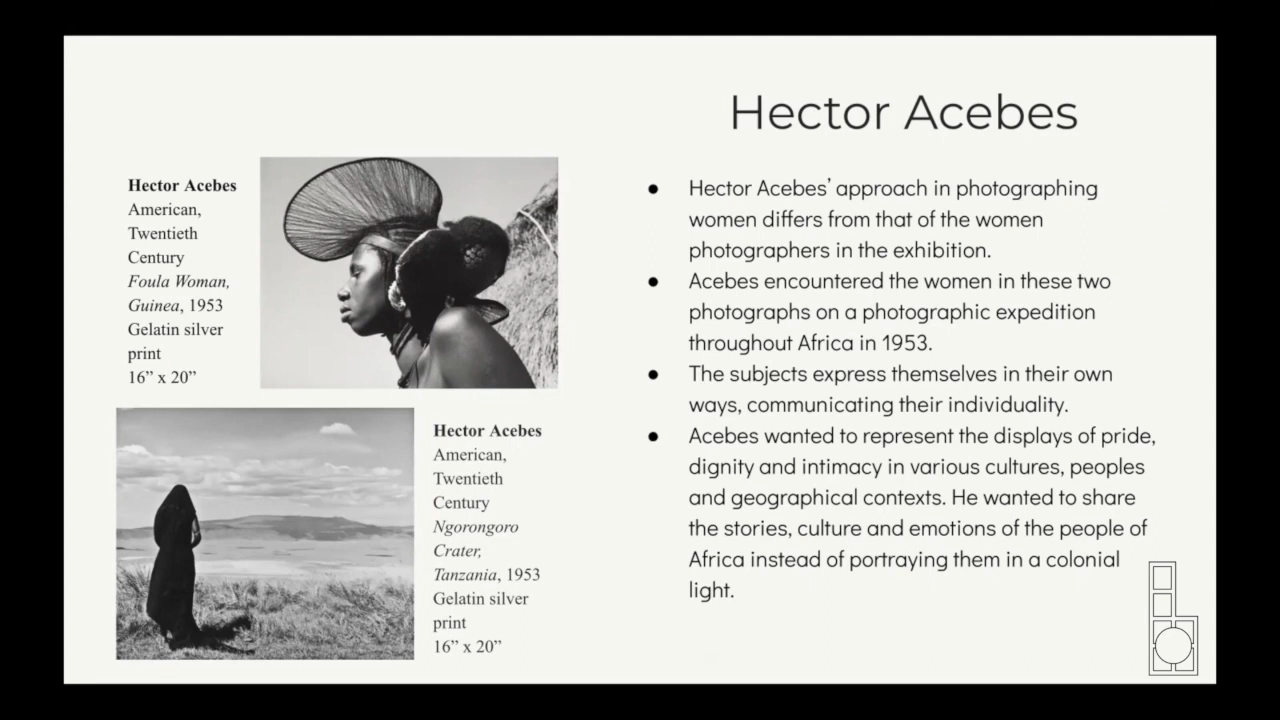 Hector Acebes
Hector Acebes
American,
Twentieth
Century
Foula Woman,
Guinea, 1953
Gelatin silver
print
16” x 20”
Hector Acebes
American,
Twentieth
Century
Ngorongoro
Crater,
Tanzania, 1953
Gelatin silver
print
16” x 20”
● Hector Acebes’ approach in photographing
women differs from that of the women
photographers in the exhibition.
● Acebes encountered the women in these two
photographs on a photographic expedition
throughout Africa in 1953.
● The subjects express themselves in their own
ways, communicating their individuality.
● Acebes wanted to represent the displays of pride,
dignity and intimacy in various cultures, peoples
and geographical contexts. He wanted to share
the stories, culture and emotions of the people of
Africa instead of portraying them in a colonial
light.